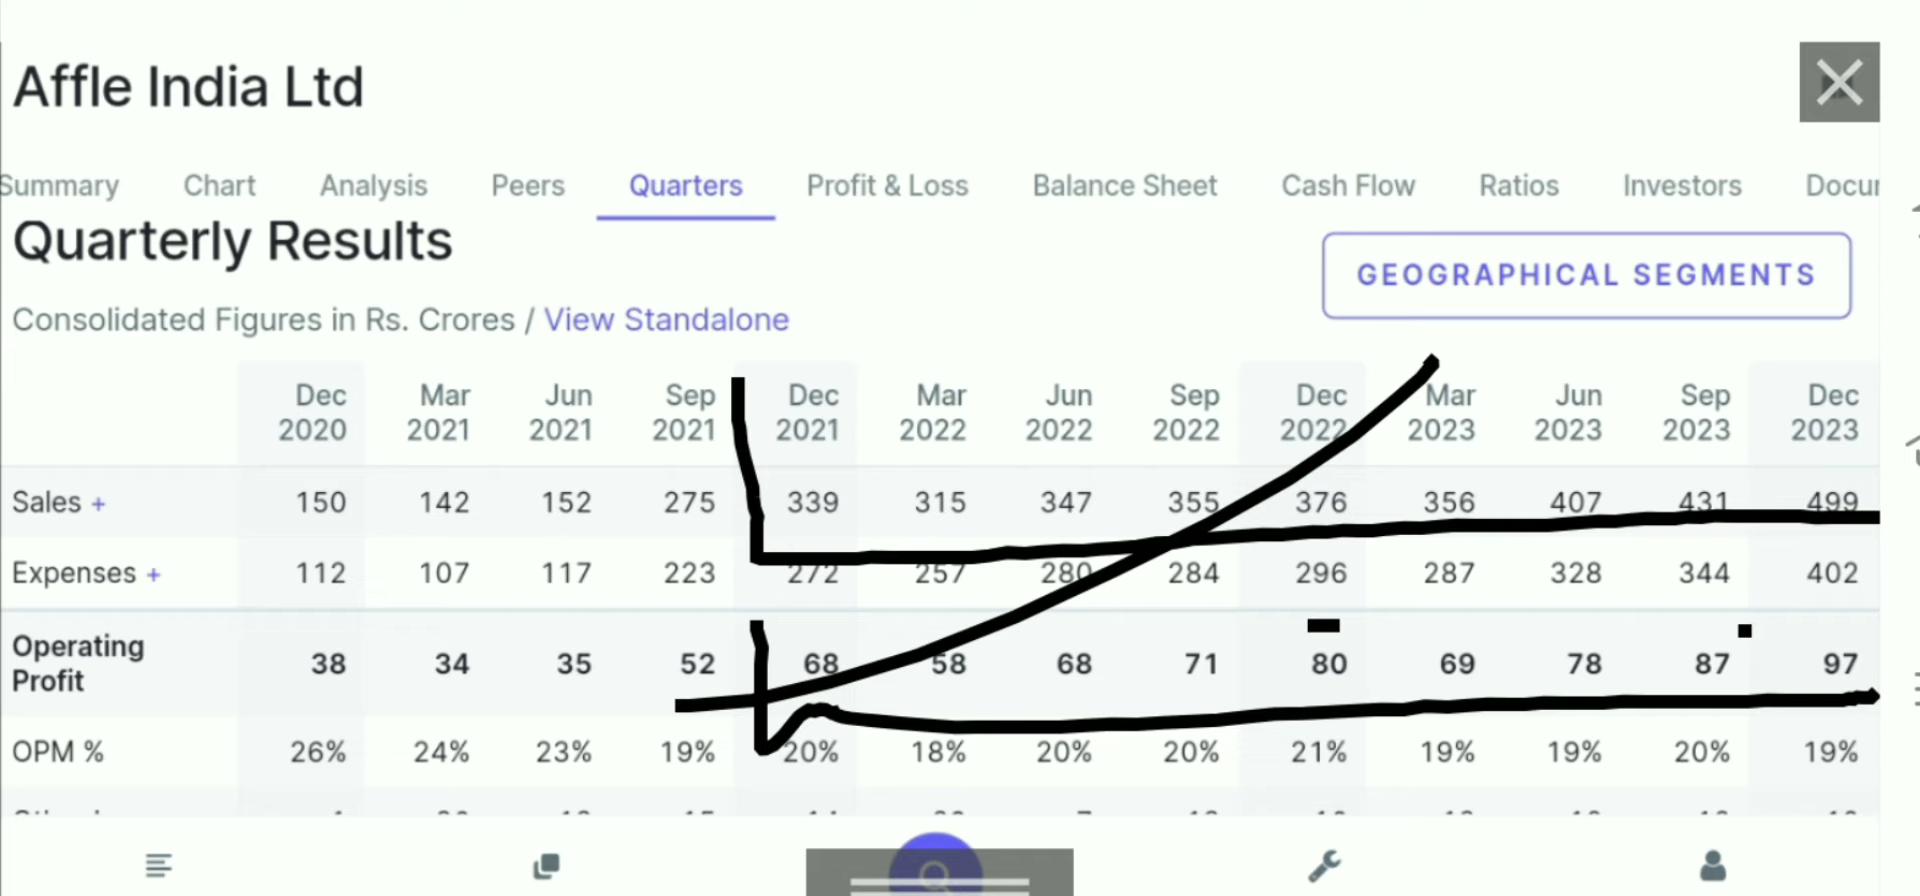 Affle India Ltd
Summary Chart Analysis Peers Quarters Profit & Loss Balance Sheet Cash Flow Ratios Investors
Quarterly Results
GEOGRAPHICAL SEGMENTS
Consolidated Figures in Rs. Crores / View Standalone
Dec 2020 Mar 2021 Jun 2021 Sep 2021 Dec 2021 Mar 2022 Jun 2022 Sep 2022 Dec 2022 Mar 2023 Jun 2023 Sep 2023 Dec 2023
Sales + 150 142 152 275 339 315 347 355 376 356 407 431 499
Expenses + 112 107 117 223 272 257 280 284 296 287 328 344 402
Operating Profit 38 34 35 52 68 58 68 71 80 69 78 87 97
OPM % 26% 24% 23% 19% 20% 18% 20% 20% 21% 19% 19% 20% 19%